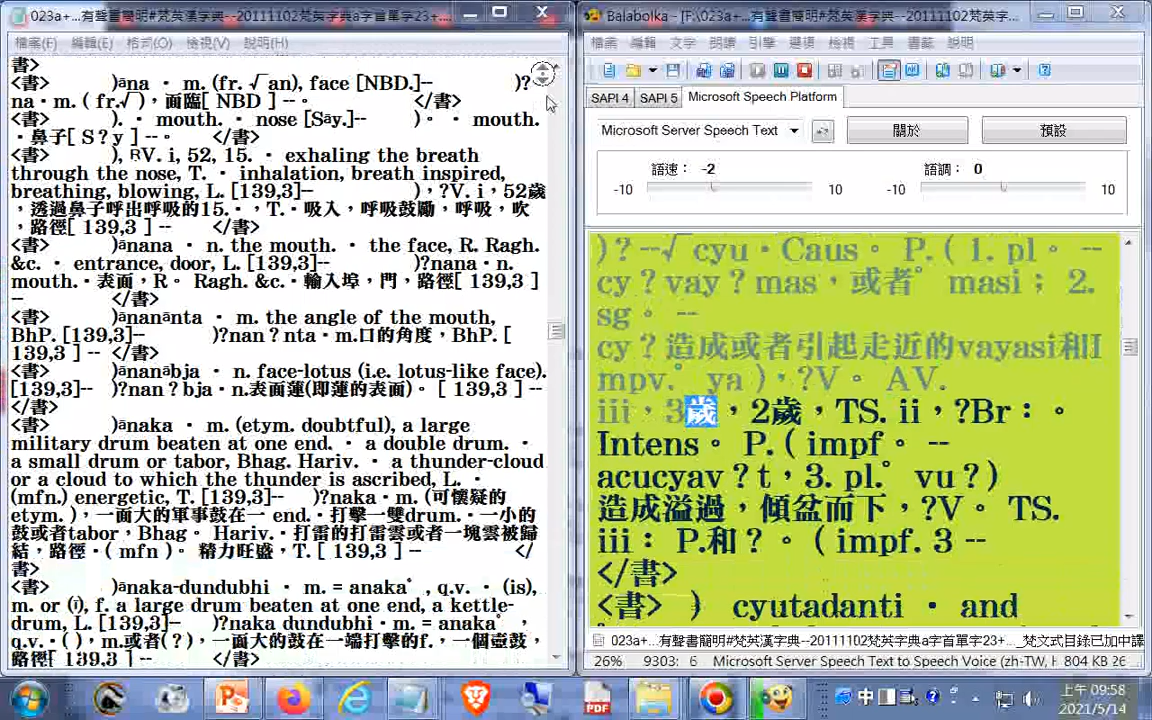 ...有聲書簡明#梵英漢字典--20111102梵英字典a字首單字23+...
檔案(F) 編輯(E) 格式(O) 檢視(V) 說明(H)
書>
<書> )āna ‧ m. (fr. √ an), face [NBD.]-- )?
na‧m. ( fr.√ )，面臨[ NBD ] --。 </書>
<書> ). ‧ mouth. ‧ nose [Sāy.]-- )。‧ mouth.
‧鼻子[ S?y ] --。 </書>
<書> ), RV. i, 52, 15. ‧ exhaling the breath
through the nose, T. ‧ inhalation, breath inspired,
breathing, blowing, L. [139,3]-- )，?V. i，52歲
，透過鼻子呼出呼吸的15.‧，T.‧吸入，呼吸鼓勵，呼吸，吹
，路徑[ 139,3 ] -- </書>
<書> )ānana ‧ n. the mouth. ‧ the face, R. Ragh.
&c. ‧ entrance, door, L. [139,3]-- )?nana‧n.
mouth.‧表面，R。 Ragh. &c.‧輸入埠，門，路徑[ 139,3 ]
-- </書>
<書> )ānanānta ‧ m. the angle of the mouth,
BhP. [139,3]-- )?nan？nta‧m.口的角度，BhP. [
139,3 ] -- </書>
<書> )ānanābja ‧ n. face-lotus (i.e. lotus-like face).
[139,3]-- )?nan？bja‧n.表面蓮(即蓮的表面)。 [ 139,3 ] --
</書>
<書> )ānaka ‧ m. (etym. doubtful), a large
military drum beaten at one end. ‧ a double drum. ‧
a small drum or tabor, Bhag. Hariv. ‧ a thunder-cloud
or a cloud to which the thunder is ascribed, L. ‧
(mfn.) energetic, T. [139,3]-- )?naka‧m. (可懷疑的
etym. )，一面大的軍事鼓在一 end.‧打擊一雙drum.‧一小的
鼓或者tabor，Bhag。 Hariv.‧打雷的打雷雲或者一塊雲被歸
結，路徑‧( mfn )。 精力旺盛，T. [ 139,3 ] -- </
書>
<書> )ānaka-dundubhi ‧ m. = anaka°, q.v. ‧ (is),
m. or (ī), f. a large drum beaten at one end, a kettle-
drum, L. [139,3]-- )?naka dundubhi‧m. = anaka°，
q.v.‧( )，m.或者(？)，一面大的鼓在一端打擊的f.，一個壺鼓，
路徑[ 139,3 ] -- </書>
Balabolka - [F:\023a+...有聲書簡明#梵英漢字典--20111102梵英字...
檔案 編輯 文字 朗讀 引擎 選項 檢視 工具 書籤 說明
SAPI 4 SAPI 5 Microsoft Speech Platform
Microsoft Server Speech Text 關於 預設
語速： -2 語調： 0
-10 10 -10 10
)？--√ cyu‧Caus。 P.( 1. pl 。 --
cy？vay？mas，或者° masi； 2.
sg。 --
cy？造成或者引起走近的vayasi和I
mpv.° ya )，?V。 AV.
iii，3歲，2歲，TS. ii，?Br：。
Intens。 P.( impf。 --
acucyav？t，3. pl.° vu？)
造成溢過，傾盆而下，?V。 TS.
iii： P.和？。( impf. 3 --
</書>
<書> ) cyutadanti ‧ and
023a+...有聲書簡明#梵英漢字典--20111102梵英字典a字首單字23+..._梵文式目錄已加中譯
26% 9303: 6 Microsoft Server Speech Text to Speech Voice (zh-TW, H 804 KB 26
中
上午 09:58
2021/5/14